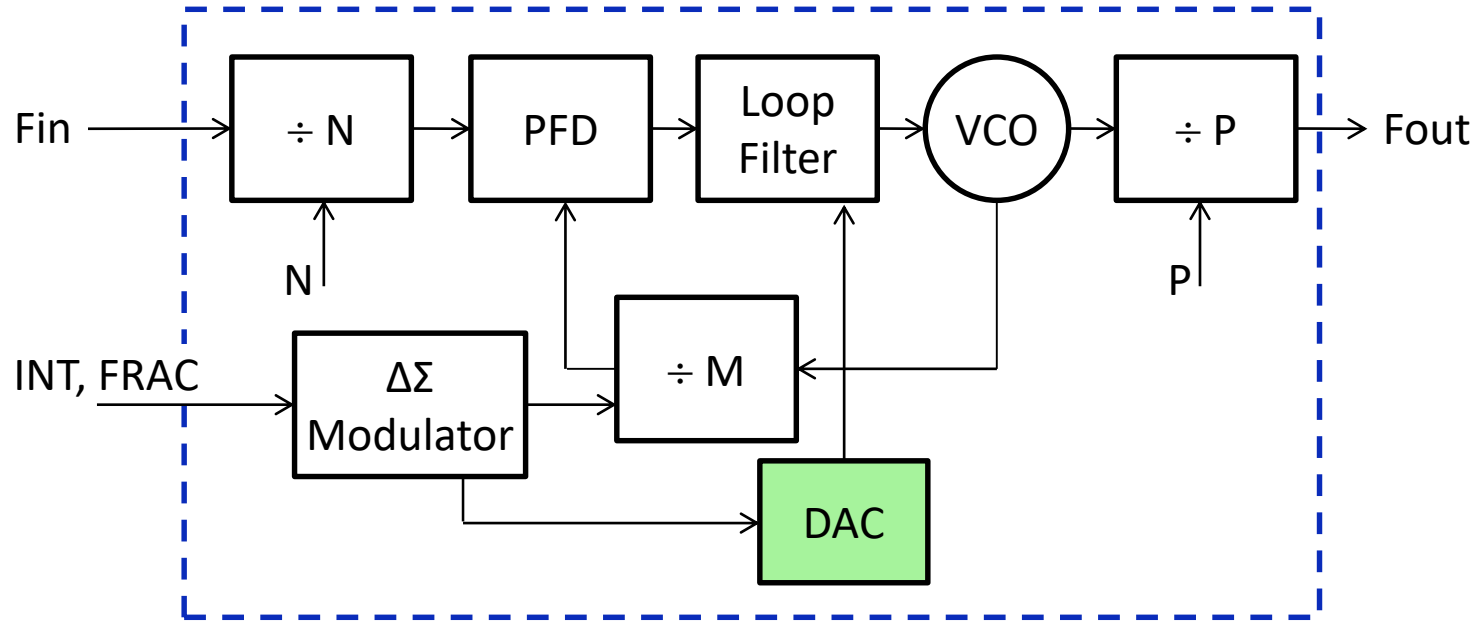 Fin
÷ N
PFD
Loop
Filter
VCO
÷ P
Fout
N
P
INT, FRAC
ΔΣ
Modulator
÷ M
DAC